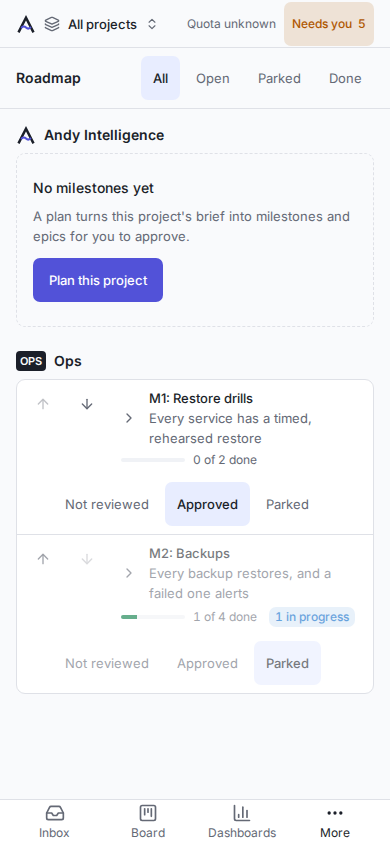 All projects
Quota unknown
Needs you 5
Roadmap
All
Open
Parked
Done
Andy Intelligence
No milestones yet
A plan turns this project's brief into milestones and
epics for you to approve.
Plan this project
OPS Ops
M1: Restore drills
Every service has a timed,
rehearsed restore
0 of 2 done
Not reviewed
Approved
Parked
M2: Backups
Every backup restores, and a
failed one alerts
1 of 4 done
1 in progress
Not reviewed
Approved
Parked
Inbox
Board
Dashboards
More